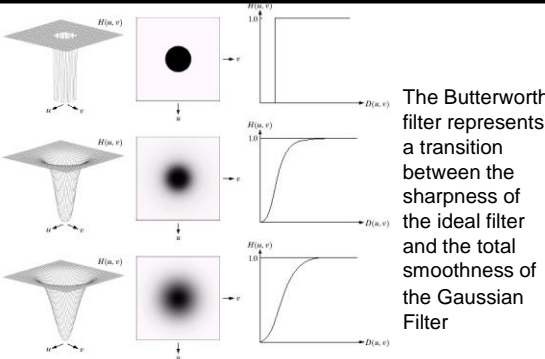 H(u, v)
H(u, v)
1.0
u
v
v
u
D(u, v)
H(u, v)
H(u, v)
1.0
u
v
v
u
D(u, v)
H(u, v)
H(u, v)
1.0
u
v
v
u
D(u, v)
The Butterworth
filter represents
a transition
between the
sharpness of
the ideal filter
and the total
smoothness of
the Gaussian
Filter